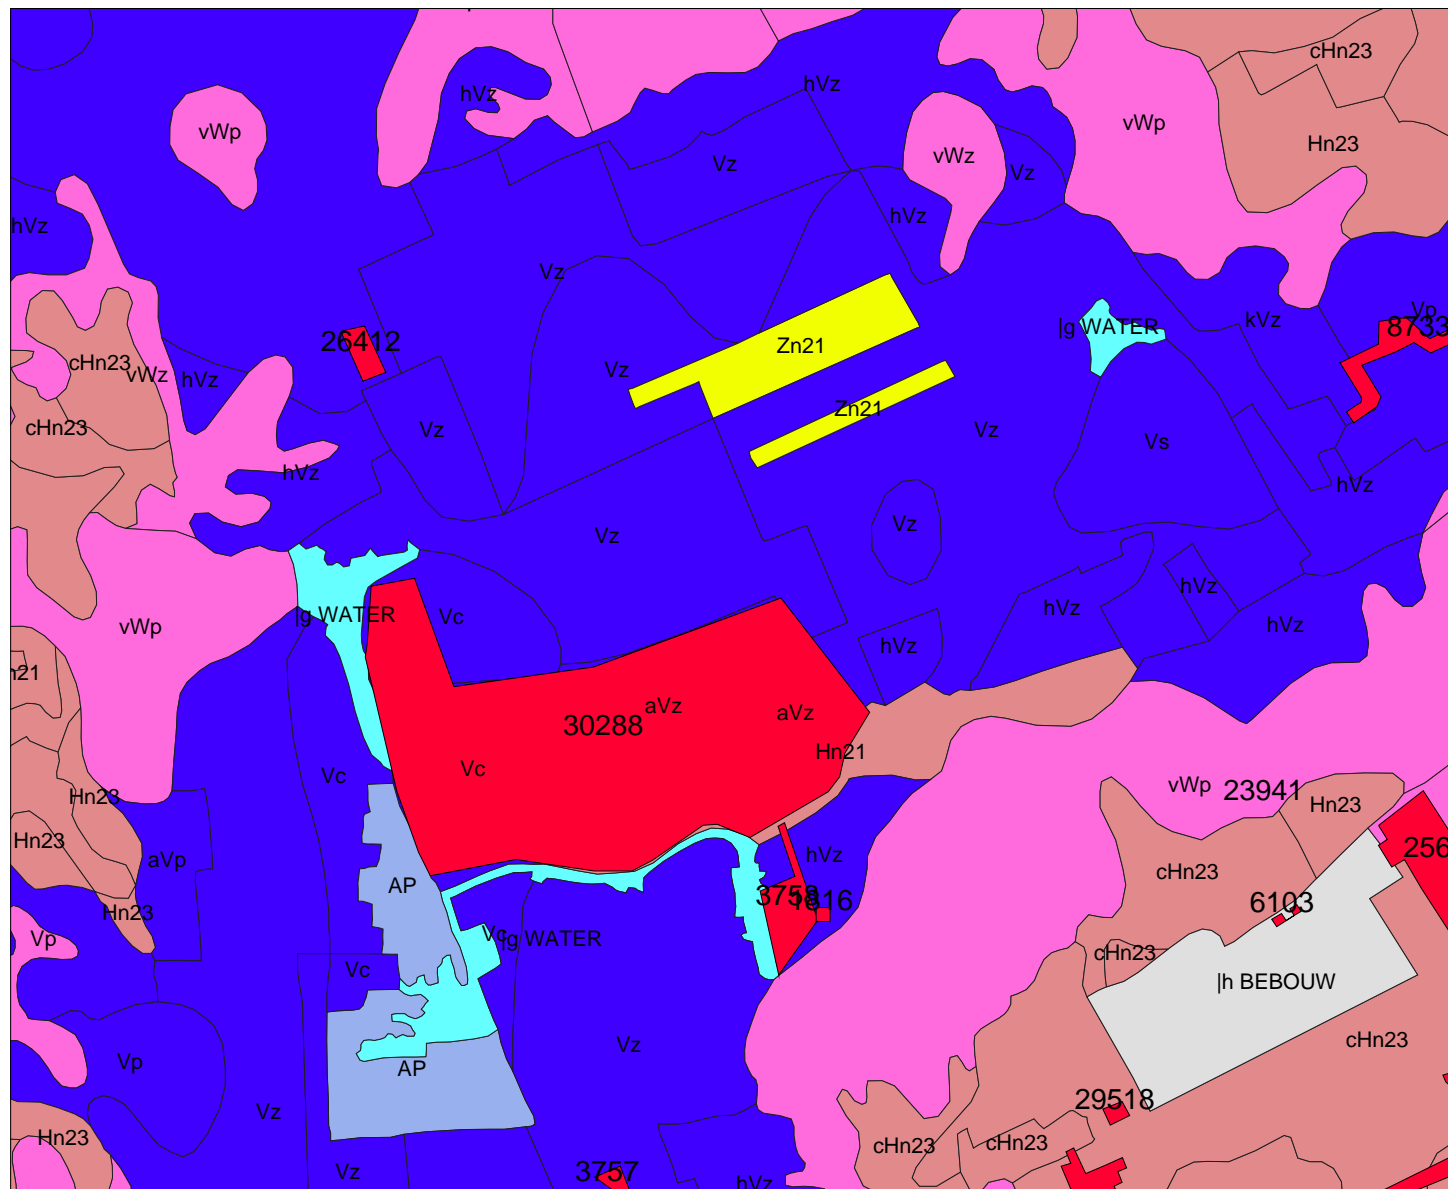 cHn23
hVz
hVz
vWp
vWp
Hn23
vWz
Vz
Vz
hVz
hVz
Vz
Vp
kVz
|g WATER
8733
26412
Zn21
cHn23
vWz
hVz
Vz
Zn21
cHn23
Vz
Vz
Vs
hVz
hVz
Vz
Vz
hVz
|g WATER
Vc
hVz
vWp
hVz
hVz
n21
aVz
aVz
30288
Hn21
Vc
Vc
vWp
23941
Hn23
Hn23
Hn23
256
hVz
aVp
cHn23
AP
3758
1816
6103
Hn23
Vp
Vc
|g WATER
cHn23
Vc
|h BEBOUW
Vz
cHn23
Vp
AP
29518
Vz
Hn23
cHn23
cHn23
Vz
3757
hVz